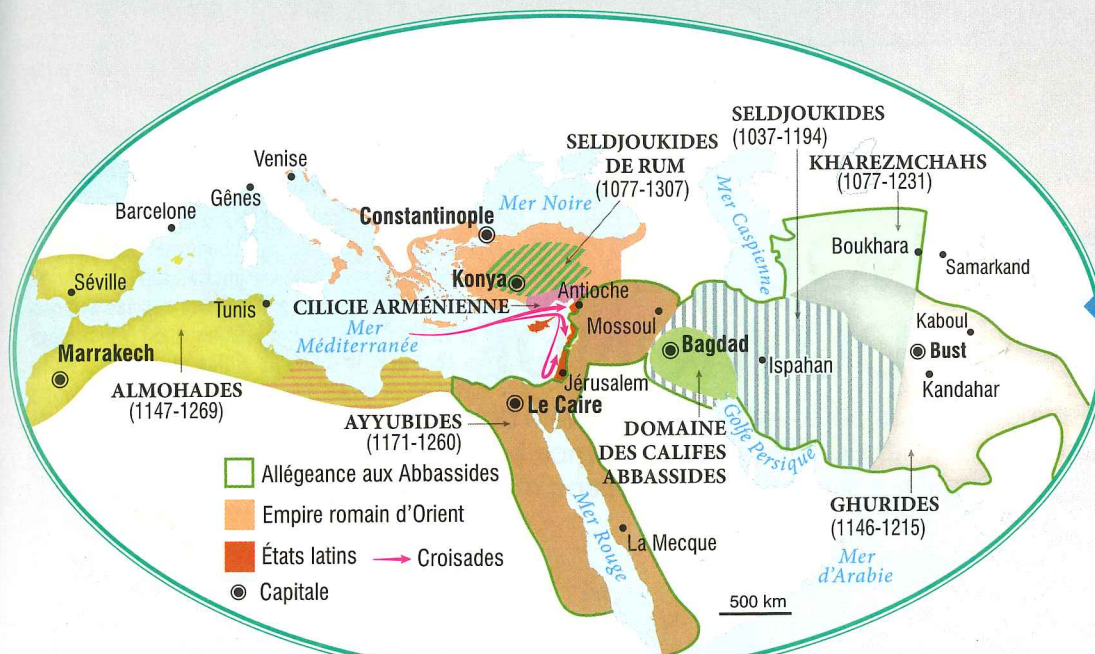 SELDJOUKIDES
(1037-1194)
SELDJOUKIDES
DE RUM
(1077-1307)
KHAREZMCHAHS
(1077-1231)
Venise
Gênes
Barcelone
Constantinople
Mer Noire
Mer Caspienne
Boukhara
Samarkand
Séville
Konya
Tunis
CILICIE ARMÉNIENNE
Antioche
Mer
Méditerranée
Mossoul
Kaboul
Marrakech
Bagdad
Ispahan
Bust
Kandahar
ALMOHADES
(1147-1269)
Jérusalem
Le Caire
AYYUBIDES
(1171-1260)
DOMAINE
DES CALIFES
ABBASSIDES
Golfe Persique
GHURIDES
(1146-1215)
Mer Rouge
La Mecque
Mer
d'Arabie
500 km
Allégeance aux Abbassides
Empire romain d'Orient
États latins
Croisades
Capitale